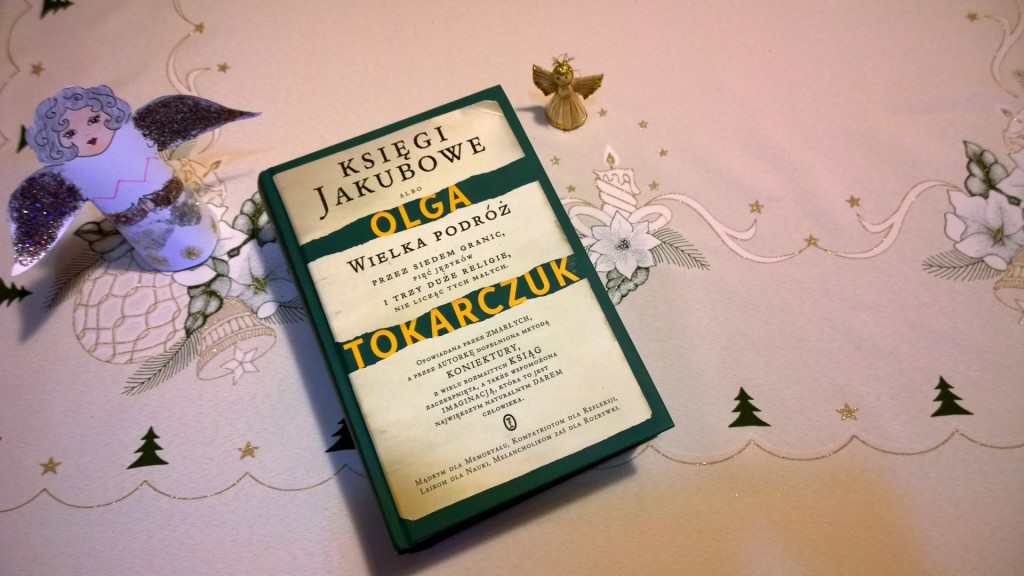 KSIĘGI
JAKUBOWE
ALBO
OLGA
WIELKA PODRÓŻ
PRZEZ SIEDEM GRANIC,
PIĘĆ JĘZYKÓW
I TRZY DUŻE RELIGIE,
NIE LICZĄC TYCH MAŁYCH.
TOKARCZUK
OPOWIADANA PRZEZ ZMARŁYCH,
A PRZEZ AUTORKĘ DOPEŁNIONA METODĄ
KONIEKTURY,
Z WIELU ROZMAITYCH KSIĄG
ZACZERPNIĘTA, A TAKŻE WSPOMOŻONA
IMAGINACJĄ, KTÓRA TO JEST
NAJWIĘKSZYM NATURALNYM DAREM
CZŁOWIEKA.
MĄDRYM DLA MEMORYAŁU, KOMPATRIOTOM DLA REFLEKSJI,
LAIKOM DLA NAUKI, MELANCHOLIKOM ZAŚ DLA ROZRYWKI.